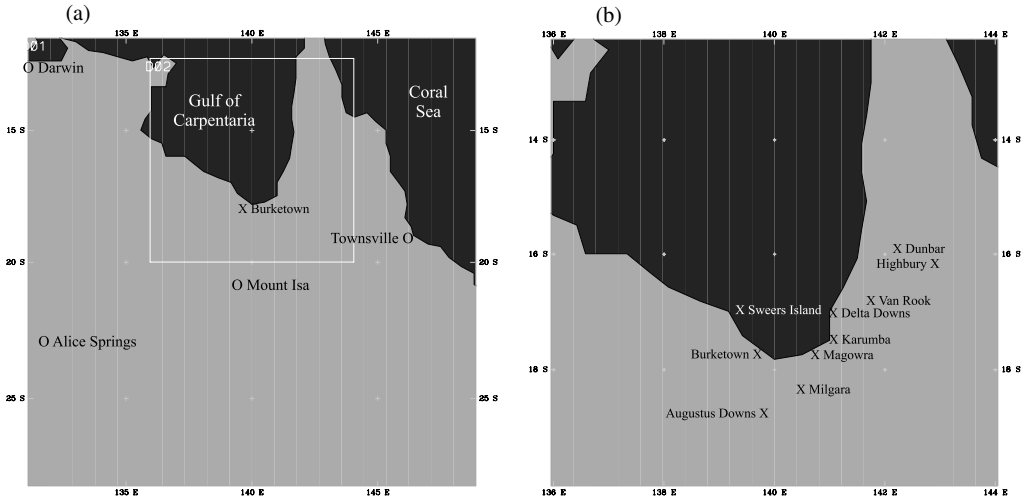 (a)
135 E
140 E
145 E
D01
O Darwin
D02
Gulf of
Carpentaria
Coral
Sea
15 S
15 S
X Burketown
Townsville O
20 S
20 S
O Mount Isa
O Alice Springs
25 S
25 S
135 E
140 E
145 E
(b)
136 E
138 E
140 E
142 E
144 E
14 S
14 S
X Dunbar
16 S
16 S
Highbury X
X Van Rook
X Sweers Island
X Delta Downs
X Karumba
Burketown X
X Magowra
18 S
18 S
X Milgara
Augustus Downs X
136 E
138 E
140 E
142 E
144 E